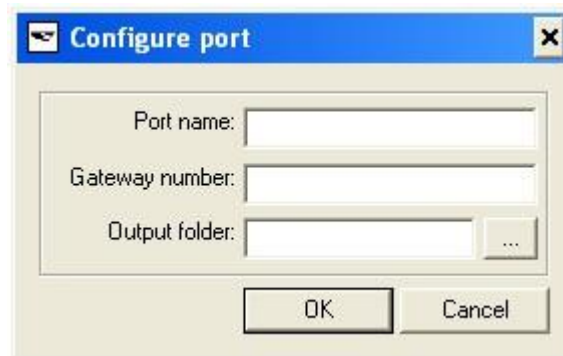 Configure port
Port name:
Gateway number:
Output folder:
...
OK Cancel